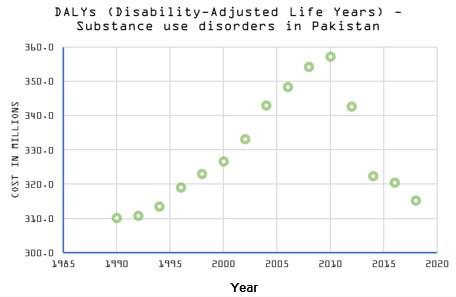 DALYs (Disability-Adjusted Life Years) -
Substance use disorders in Pakistan
360.0
350.0
340.0
330.0
320.0
310.0
300.0
COST IN MILLIONS
1985 1990 1995 2000 2005 2010 2015 2020
Year